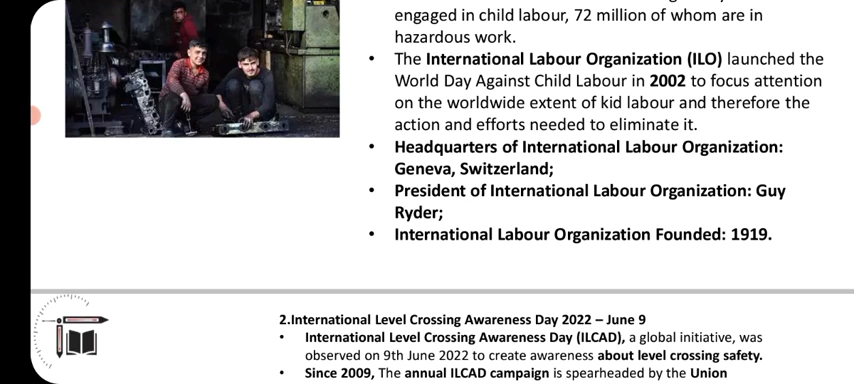 engaged in child labour, 72 million of whom are in
hazardous work.
• The International Labour Organization (ILO) launched the
World Day Against Child Labour in 2002 to focus attention
on the worldwide extent of kid labour and therefore the
action and efforts needed to eliminate it.
• Headquarters of International Labour Organization:
Geneva, Switzerland;
• President of International Labour Organization: Guy
Ryder;
• International Labour Organization Founded: 1919.
2.International Level Crossing Awareness Day 2022 – June 9
• International Level Crossing Awareness Day (ILCAD), a global initiative, was
observed on 9th June 2022 to create awareness about level crossing safety.
• Since 2009, The annual ILCAD campaign is spearheaded by the Union